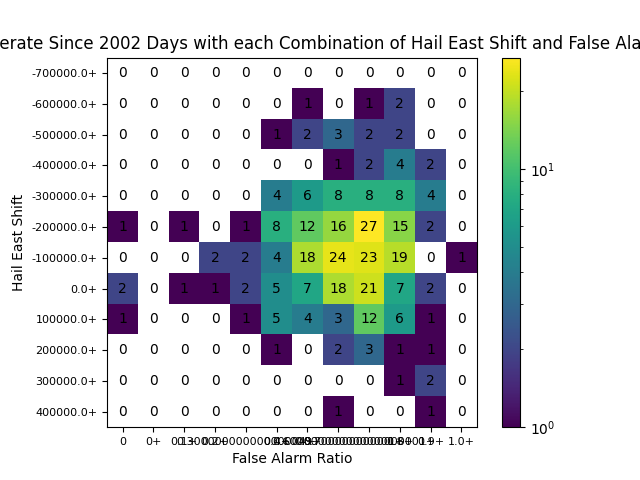 erate Since 2002 Days with each Combination of Hail East Shift and False Ala
-700000.0+ 0 0 0 0 0 0 0 0 0 0 0 0
-600000.0+ 0 0 0 0 0 0 1 0 1 2 0 0
-500000.0+ 0 0 0 0 0 1 2 3 2 2 0 0
-400000.0+ 0 0 0 0 0 0 0 1 2 4 2 0
-300000.0+ 0 0 0 0 0 4 6 8 8 8 4 0
-200000.0+ 1 0 1 0 1 8 12 16 27 15 2 0
-100000.0+ 0 0 0 2 2 4 18 24 23 19 0 1
0.0+ 2 0 1 1 2 5 7 18 21 7 2 0
100000.0+ 1 0 0 0 1 5 4 3 12 6 1 0
200000.0+ 0 0 0 0 0 1 0 2 3 1 1 0
300000.0+ 0 0 0 0 0 0 0 0 0 1 2 0
400000.0+ 0 0 0 0 0 0 0 1 0 0 1 0
0 0+ 1.0+
False Alarm Ratio
Hail East Shift
10¹
10⁰